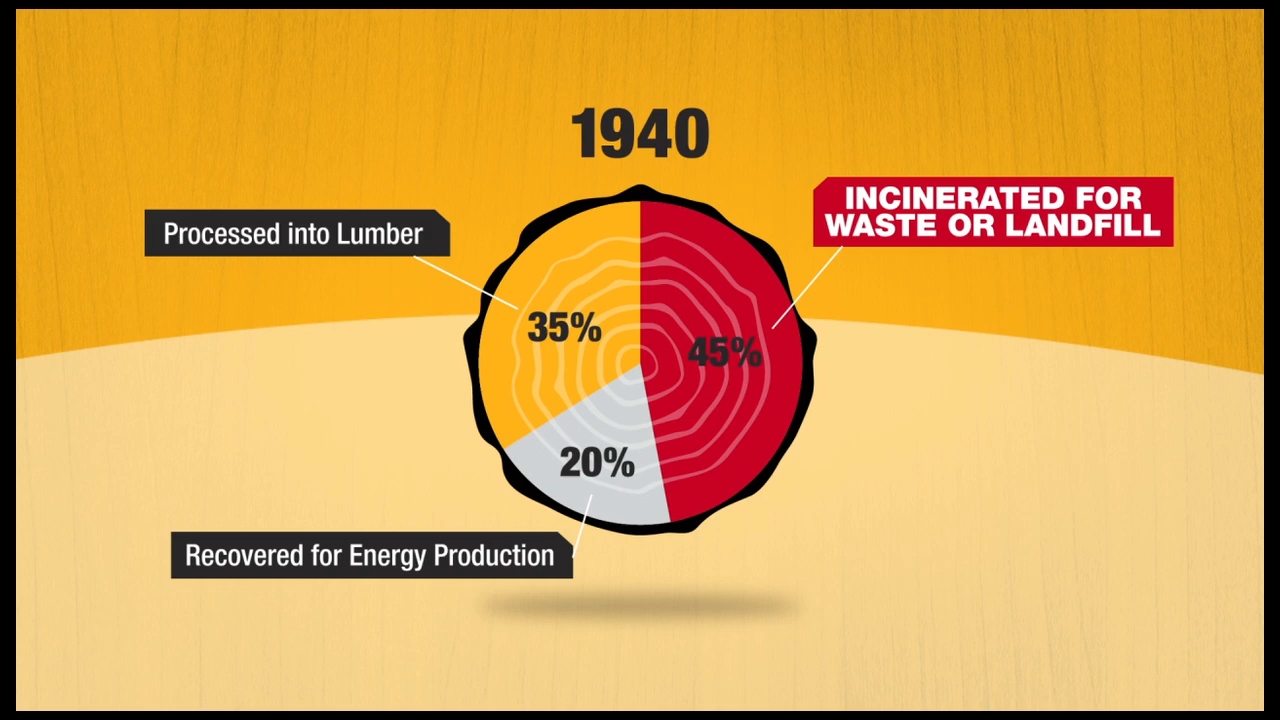 1940
Processed into Lumber
INCINERATED FOR
WASTE OR LANDFILL
35%
45%
20%
Recovered for Energy Production